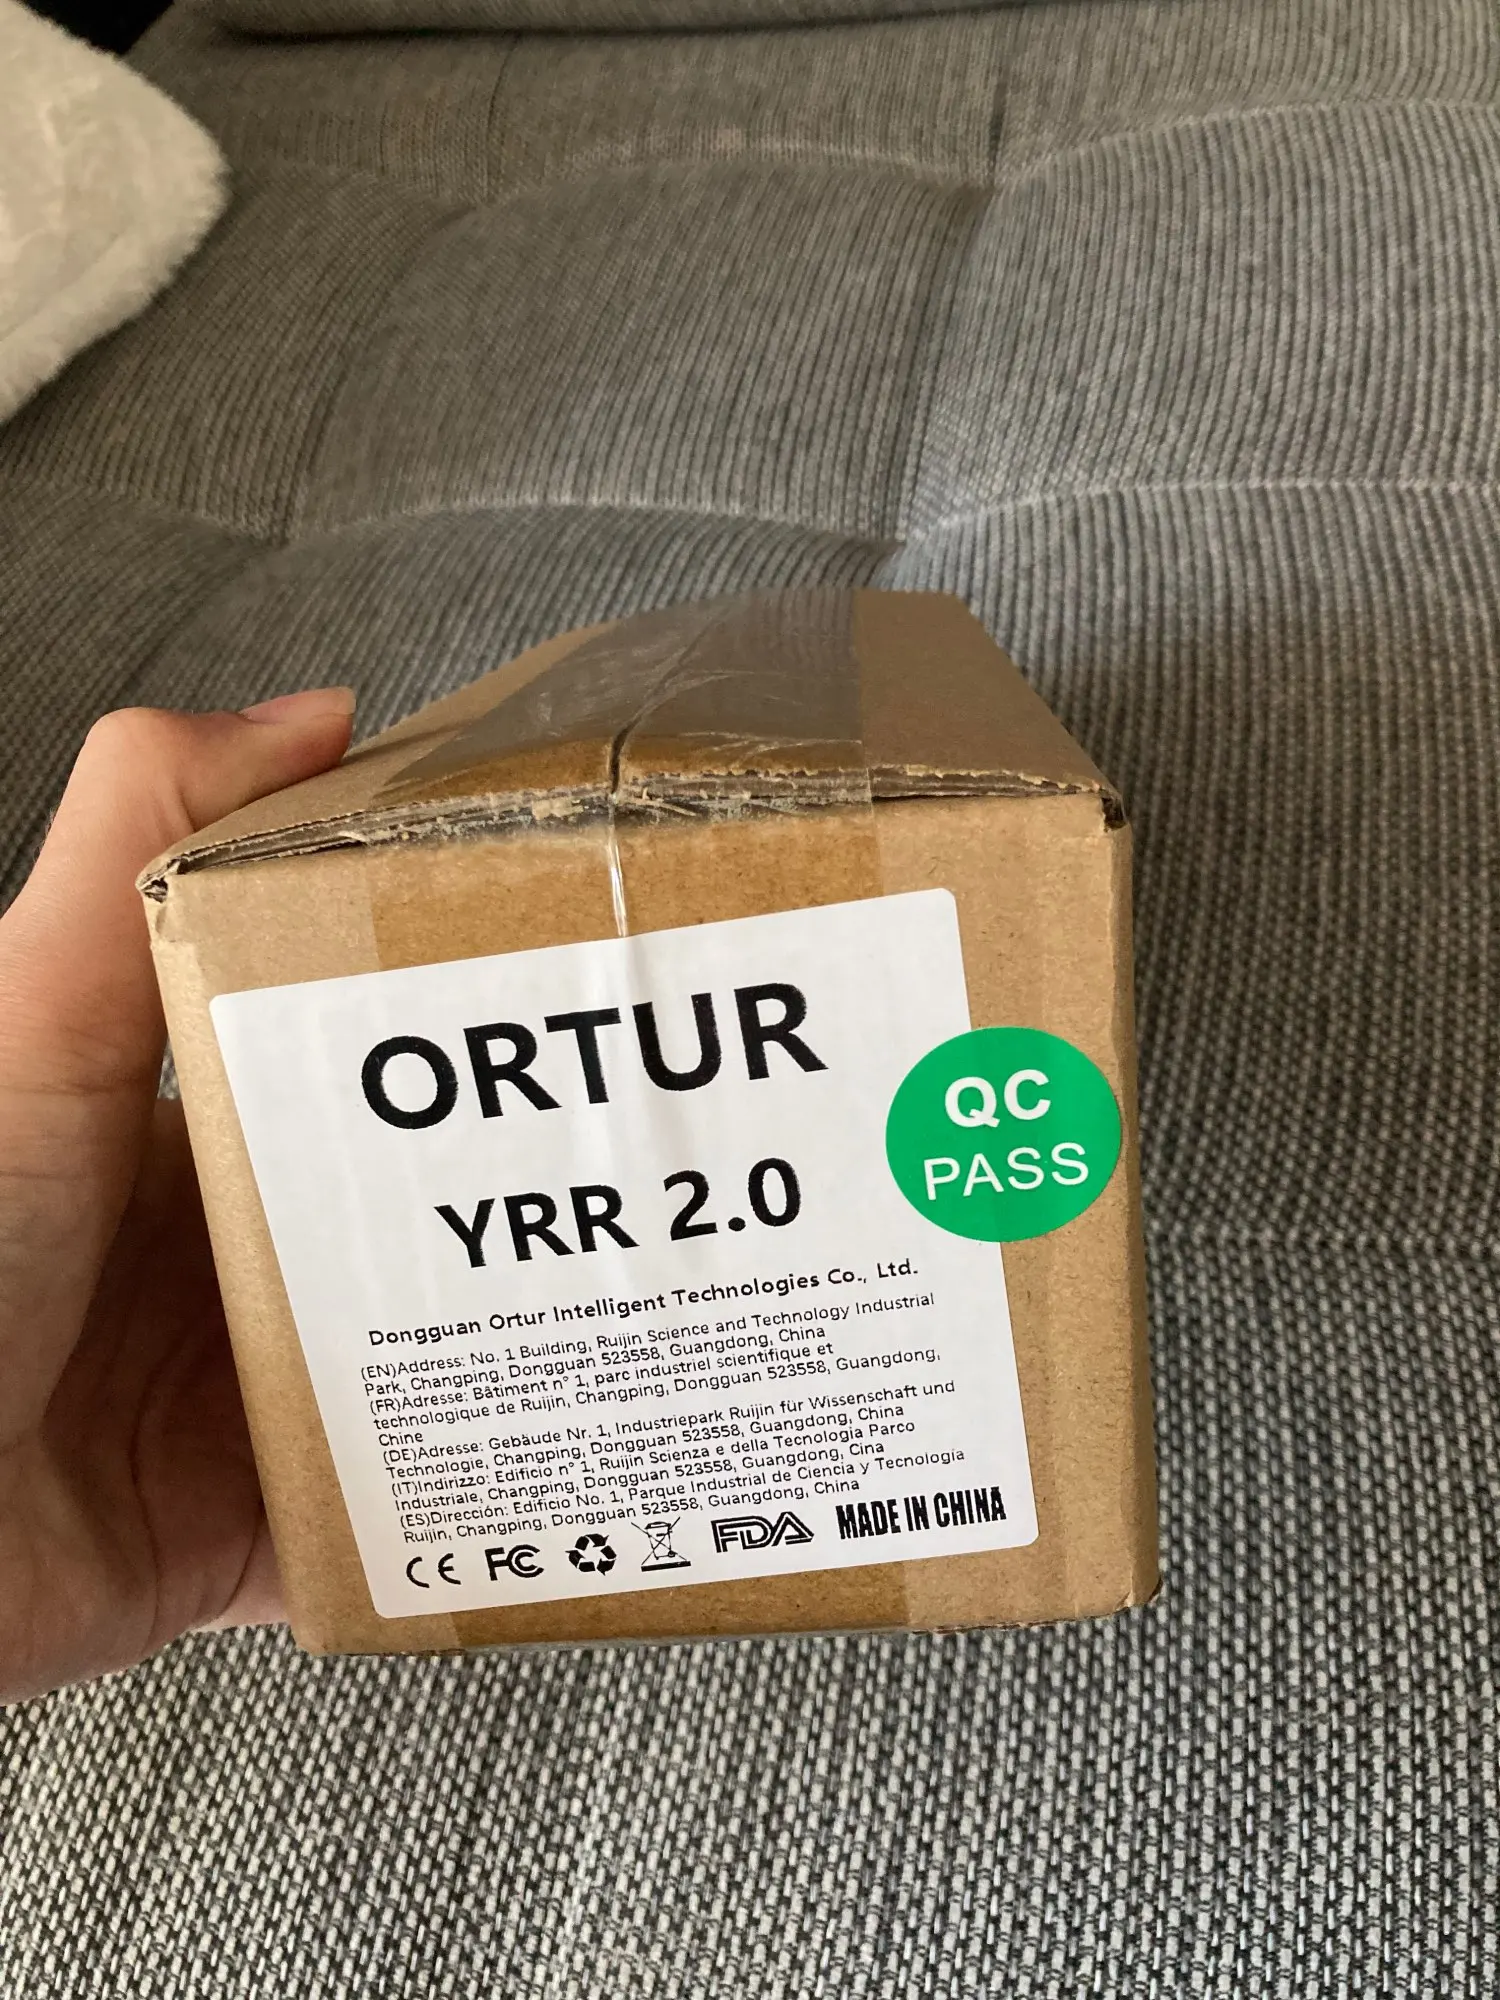 ORTUR
YRR 2.0
QC
PASS
Dongguan Ortur Intelligent Technologies Co., Ltd.
(EN)Address: No. 1 Building, Ruijin Science and Technology Industrial
Park, Changping, Dongguan 523558, Guangdong, China
(FR)Adresse: Bâtiment n° 1, parc industriel scientifique et
technologique de Ruijin, Changping, Dongguan 523558, Guangdong,
Chine
(DE)Adresse: Gebäude Nr. 1, Industriepark Ruijin für Wissenschaft und
Technologie, Changping, Dongguan 523558, Guangdong, China
(IT)Indirizzo: Edificio n° 1, Ruijin Scienza e della Tecnologia Parco
Industriale, Changping, Dongguan 523558, Guangdong, Cina
(ES)Dirección: Edificio No. 1, Parque Industrial de Ciencia y Tecnología
Ruijin, Changping, Dongguan 523558, Guangdong, China
CE FC FDA MADE IN CHINA